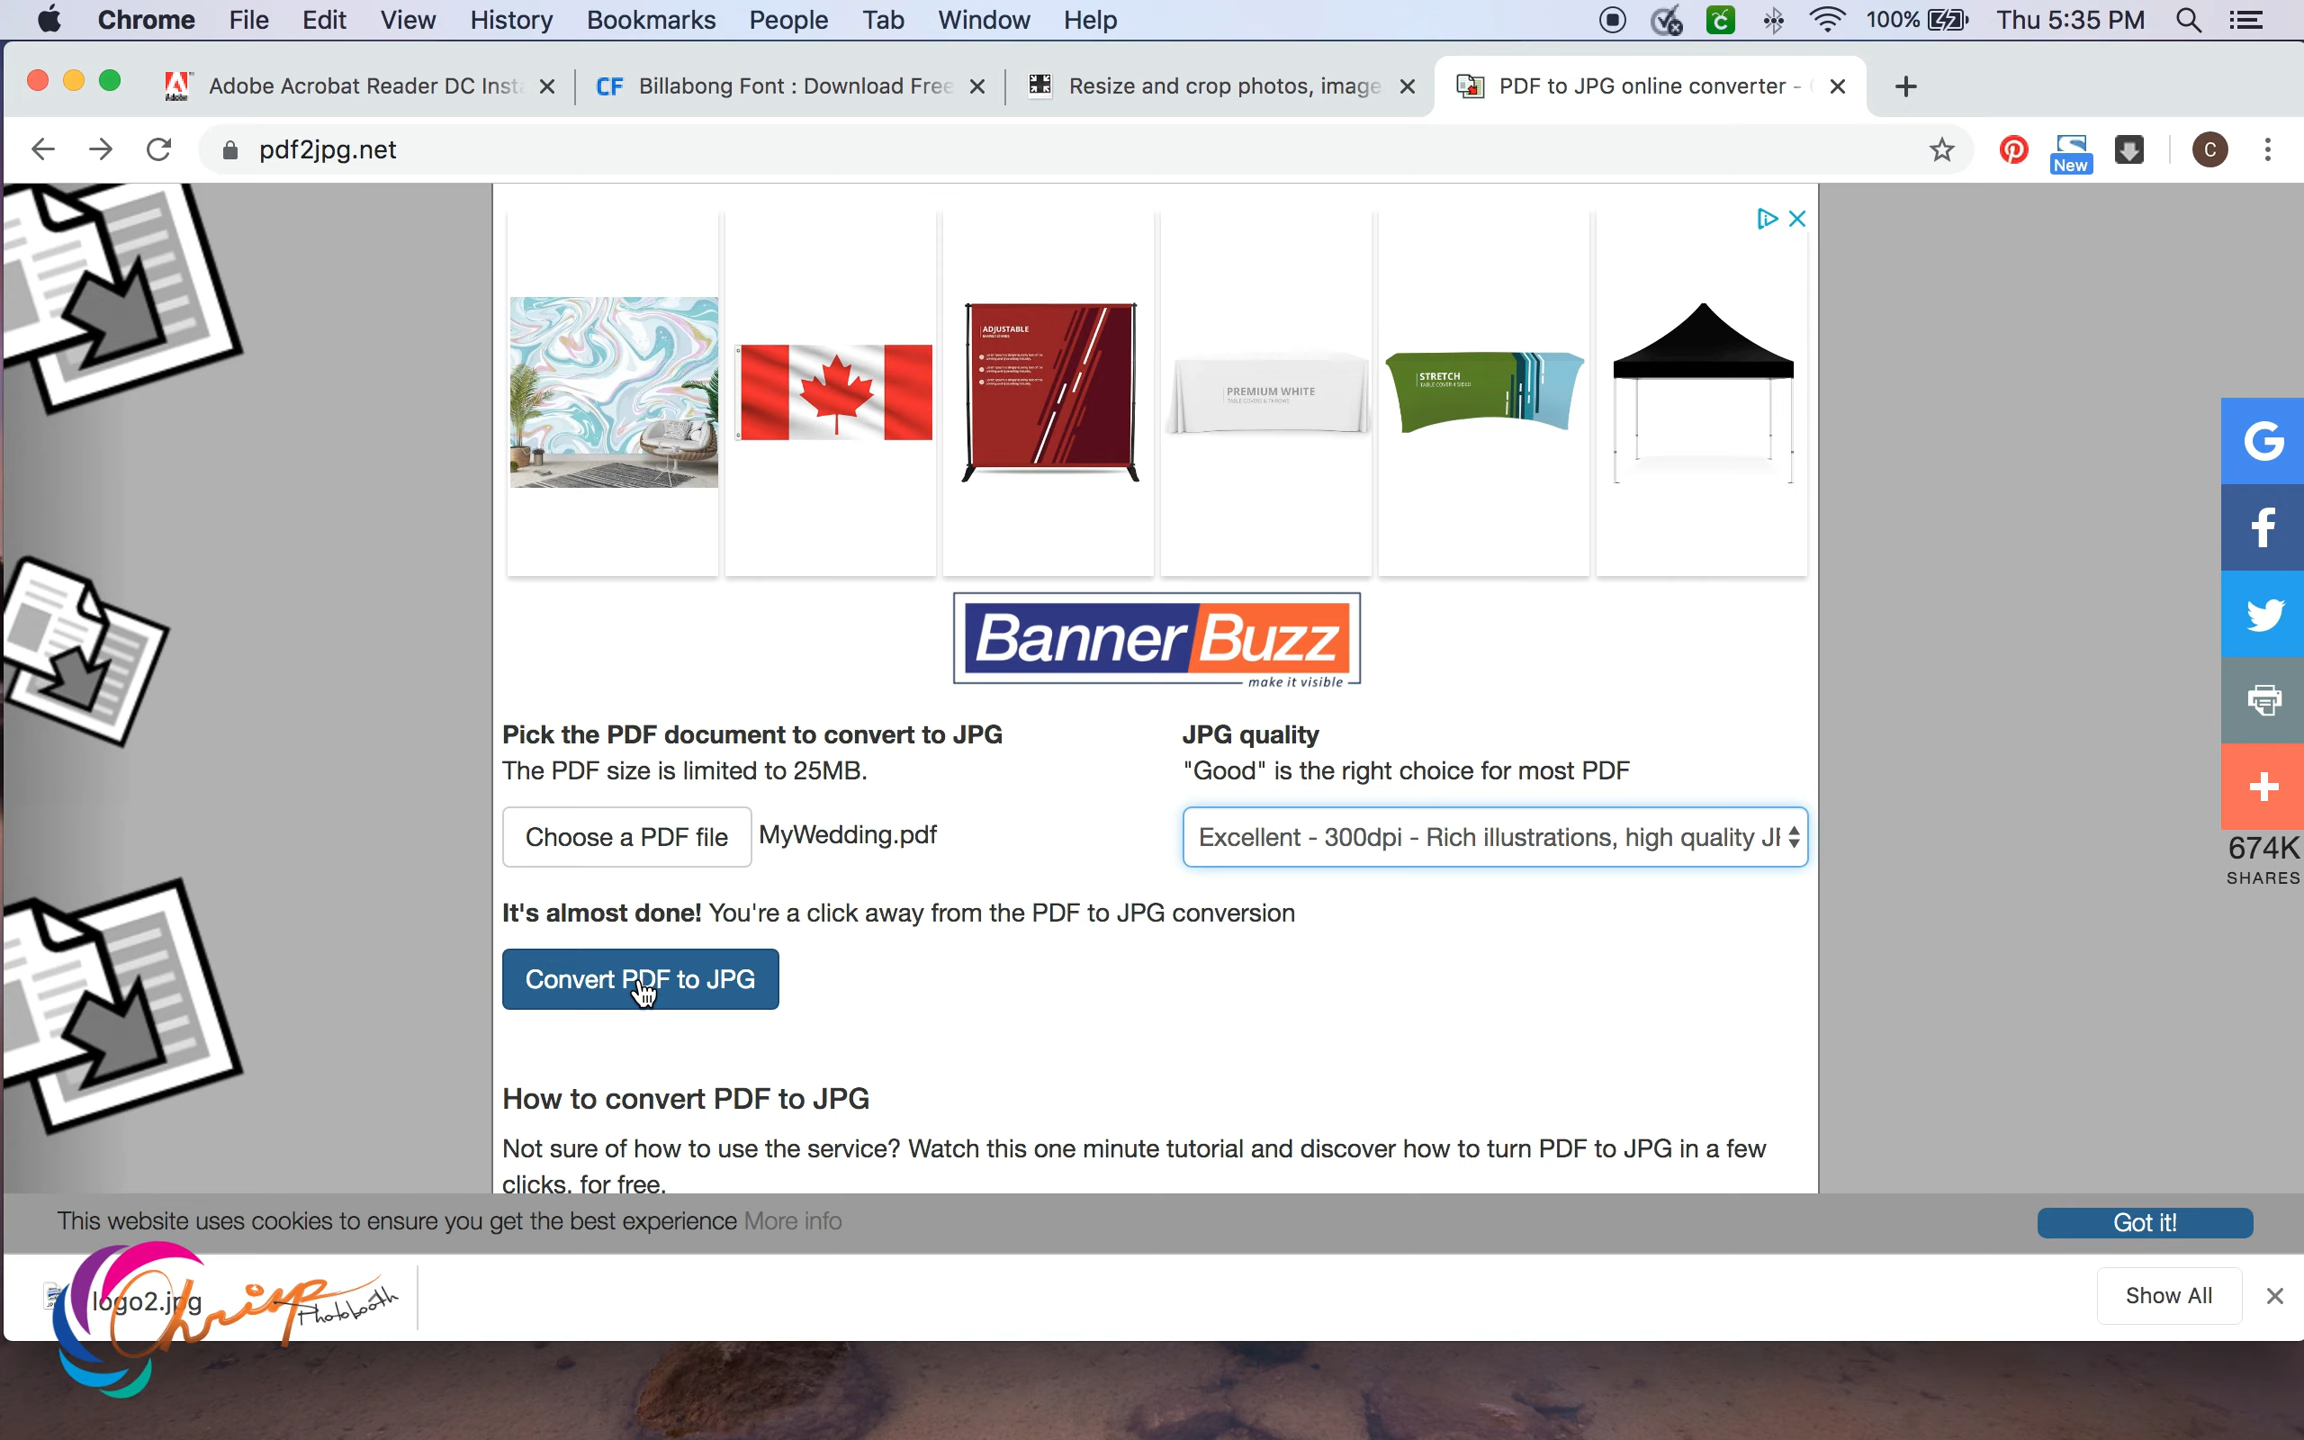 Chrome File Edit View History Bookmarks People Tab Window Help 100% Thu 5:35 PM
Adobe Acrobat Reader DC Inst
CF Billabong Font : Download Free
Resize and crop photos, image
PDF to JPG online converter -
pdf2jpg.net
New
C
ADJUSTABLE
PREMIUM WHITE
STRETCH
BannerBuzz
make it visible
Pick the PDF document to convert to JPG
The PDF size is limited to 25MB.
JPG quality
"Good" is the right choice for most PDF
Choose a PDF file MyWedding.pdf
Excellent - 300dpi - Rich illustrations, high quality
It's almost done! You're a click away from the PDF to JPG conversion
Convert PDF to JPG
674K
SHARES
How to convert PDF to JPG
Not sure of how to use the service? Watch this one minute tutorial and discover how to turn PDF to JPG in a few
clicks, for free.
This website uses cookies to ensure you get the best experience More info
Got it!
logo2.jpg
Chrisp
Photobooth
Show All